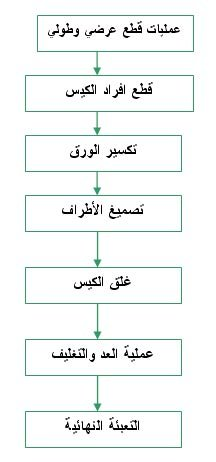 عمليات قطع عرضي وطولي
قطع افراد الكيس
تكسير الورق
تصميغ الأطراف
غلق الكيس
عملية العد والتغليف
التعبئة النهائية